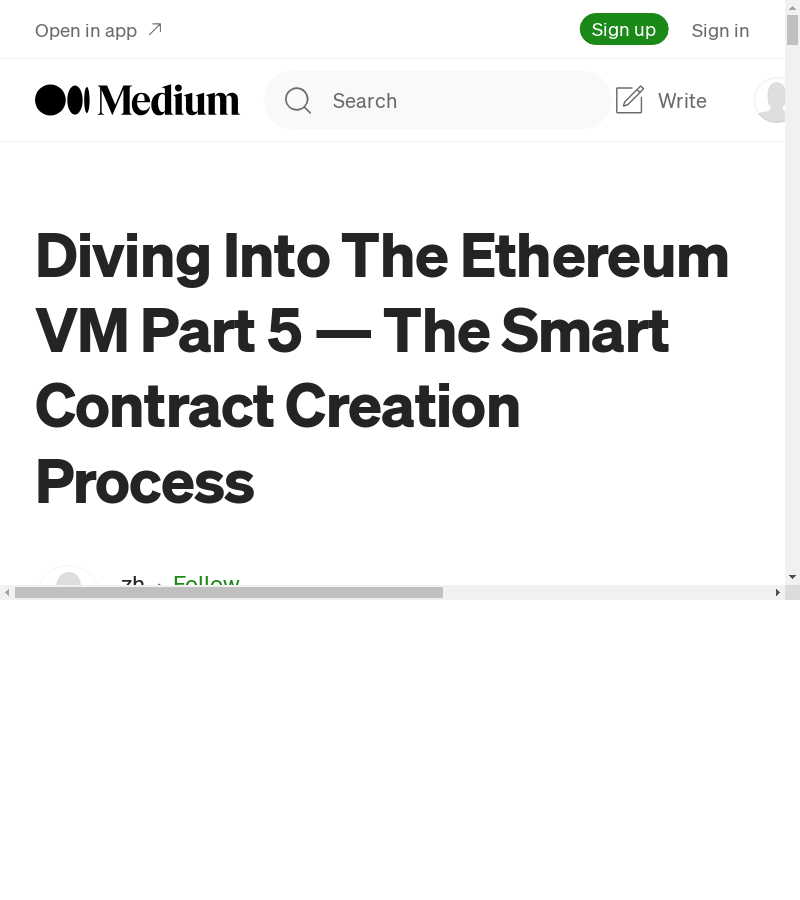 Open in app
Sign up
Sign in
Medium
Search
Write
Diving Into The Ethereum
VM Part 5 — The Smart
Contract Creation
Process
zh · Follow